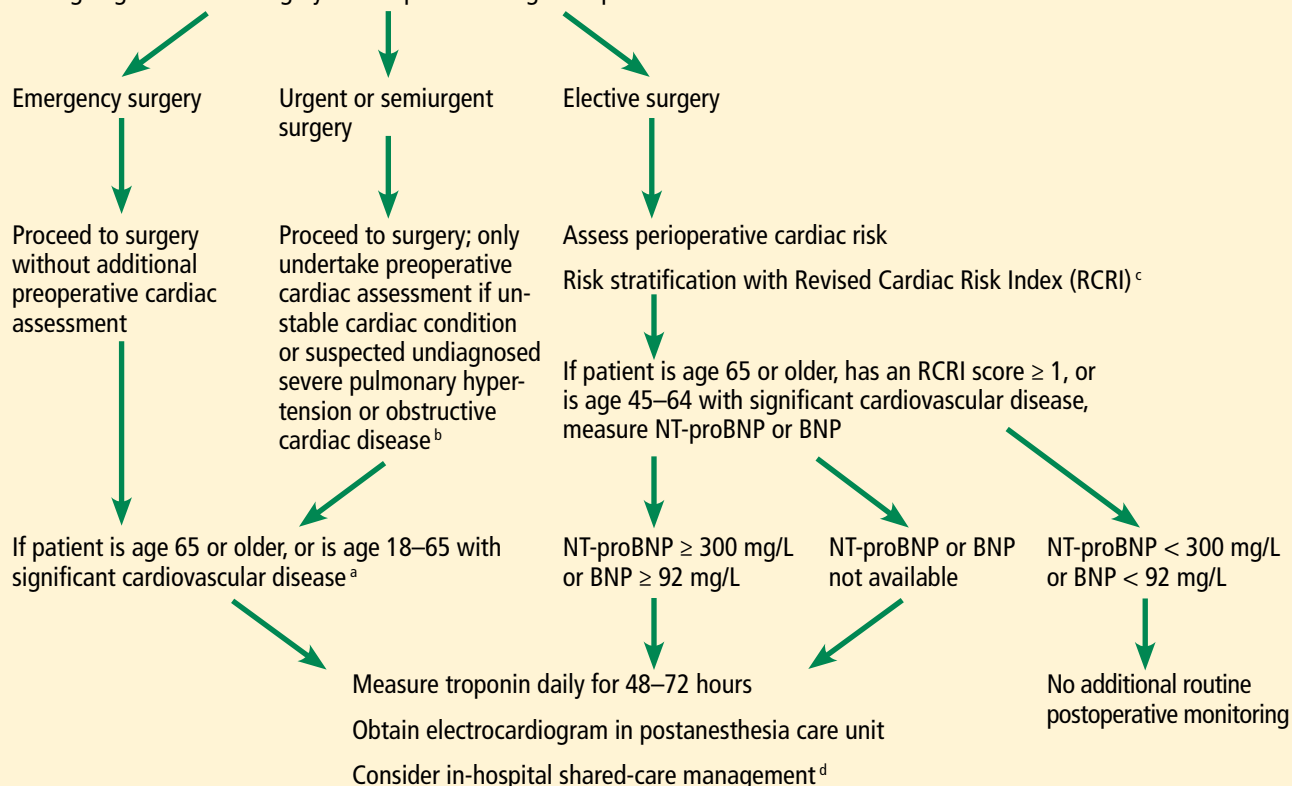 Emergency surgery
Urgent or semiurgent
surgery
Elective surgery
Proceed to surgery
without additional
preoperative cardiac
assessment
Proceed to surgery; only
undertake preoperative
cardiac assessment if un-
stable cardiac condition
or suspected undiagnosed
severe pulmonary hyper-
tension or obstructive
cardiac disease b
Assess perioperative cardiac risk
Risk stratification with Revised Cardiac Risk Index (RCRI) c
If patient is age 65 or older, has an RCRI score ≥ 1, or
is age 45–64 with significant cardiovascular disease,
measure NT-proBNP or BNP
If patient is age 65 or older, or is age 18–65 with
significant cardiovascular disease a
NT-proBNP ≥ 300 mg/L
or BNP ≥ 92 mg/L
NT-proBNP or BNP
not available
NT-proBNP < 300 mg/L
or BNP < 92 mg/L
Measure troponin daily for 48–72 hours
Obtain electrocardiogram in postanesthesia care unit
Consider in-hospital shared-care management d
No additional routine
postoperative monitoring